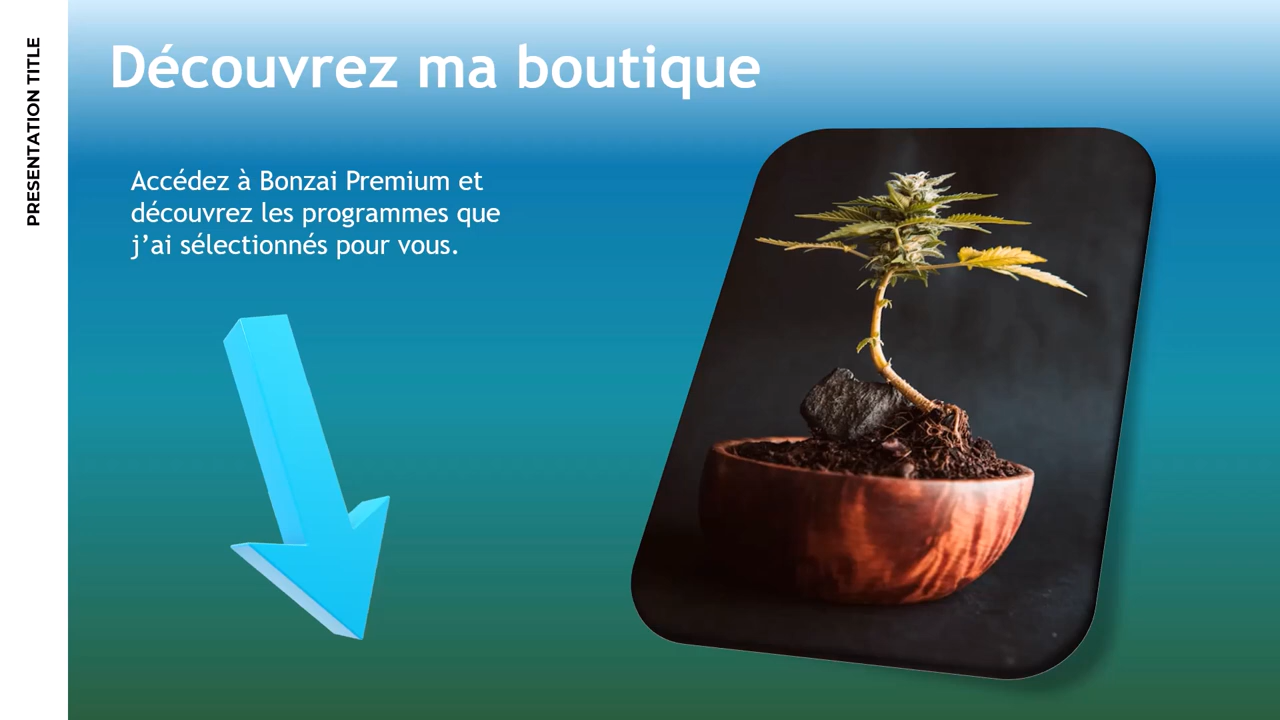 PRESENTATION TITLE
Découvrez ma boutique
Accédez à Bonzai Premium et
découvrez les programmes que
j’ai sélectionnés pour vous.